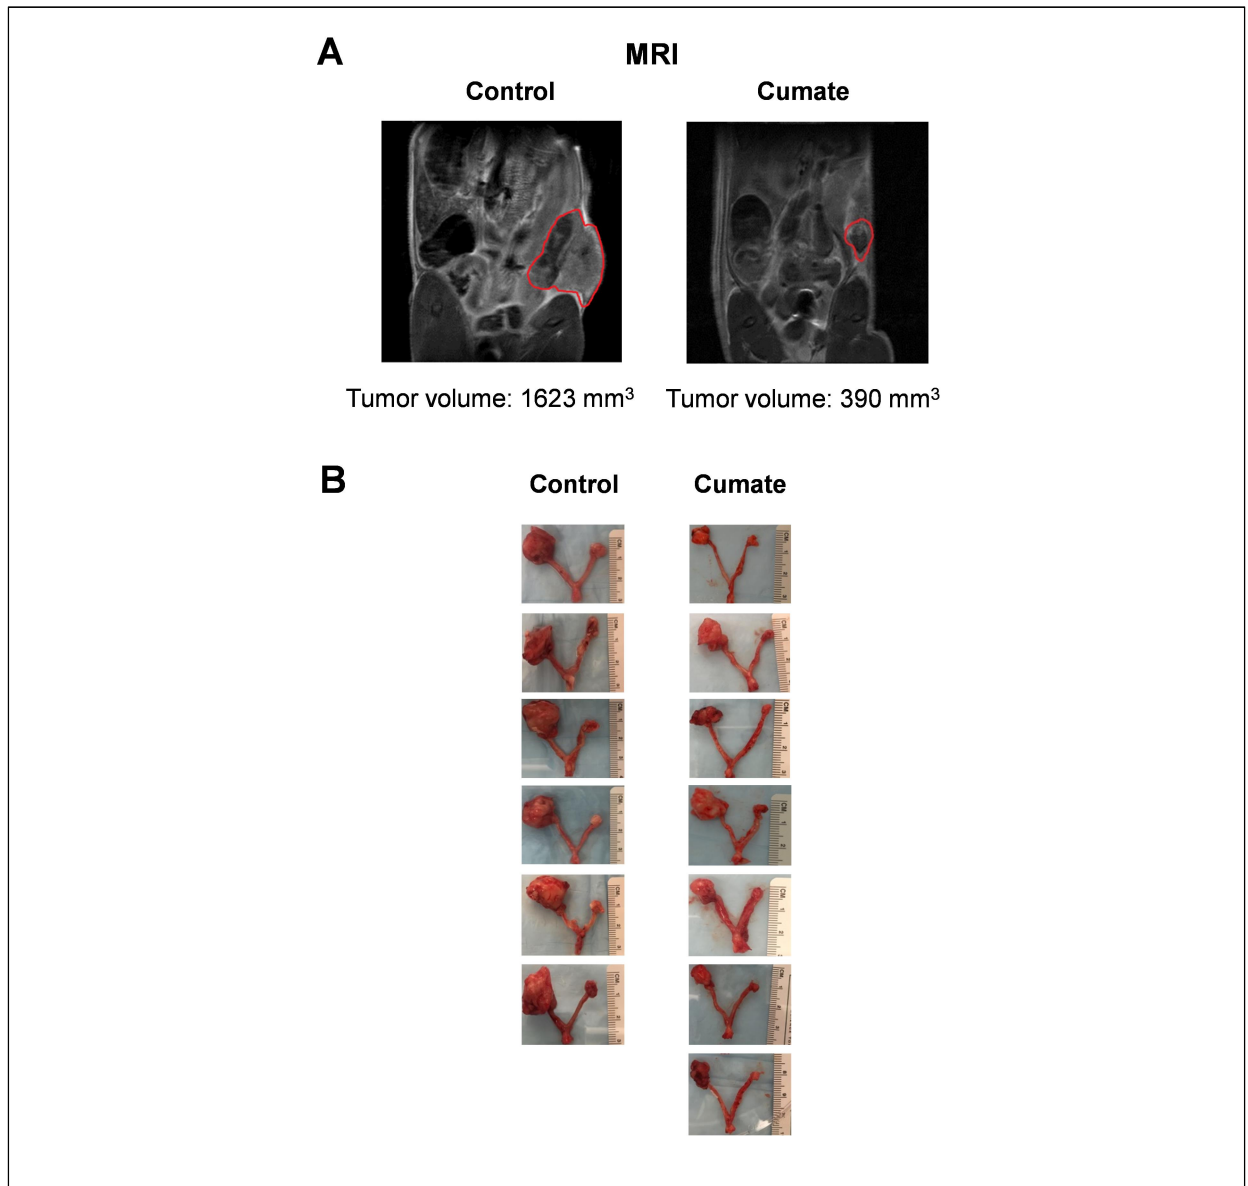 A
MRI
Control Cumate
Tumor volume: 1623 mm³ Tumor volume: 390 mm³
B
Control Cumate